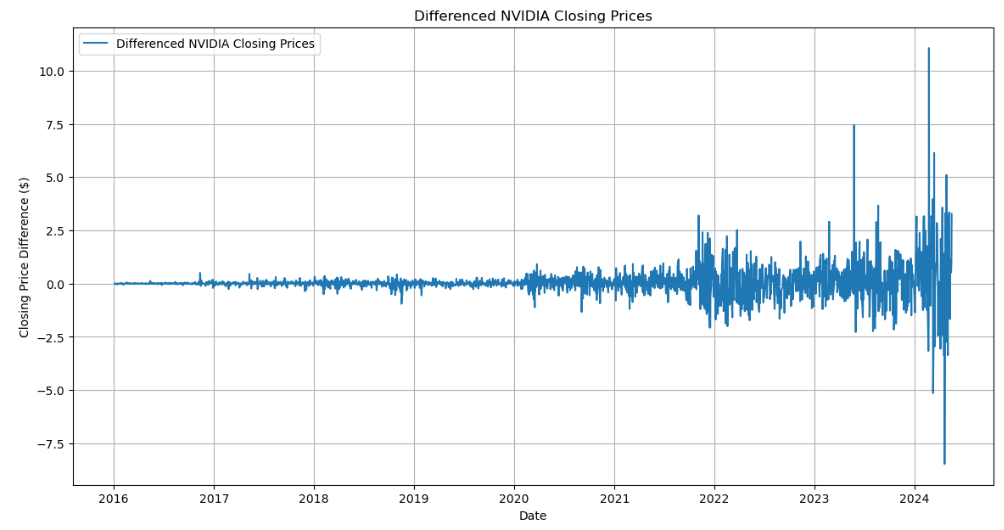 Differenced NVIDIA Closing Prices
Differenced NVIDIA Closing Prices
10.0
7.5
5.0
2.5
0.0
−2.5
−5.0
−7.5
Closing Price Difference ($)
2016 2017 2018 2019 2020 2021 2022 2023 2024
Date